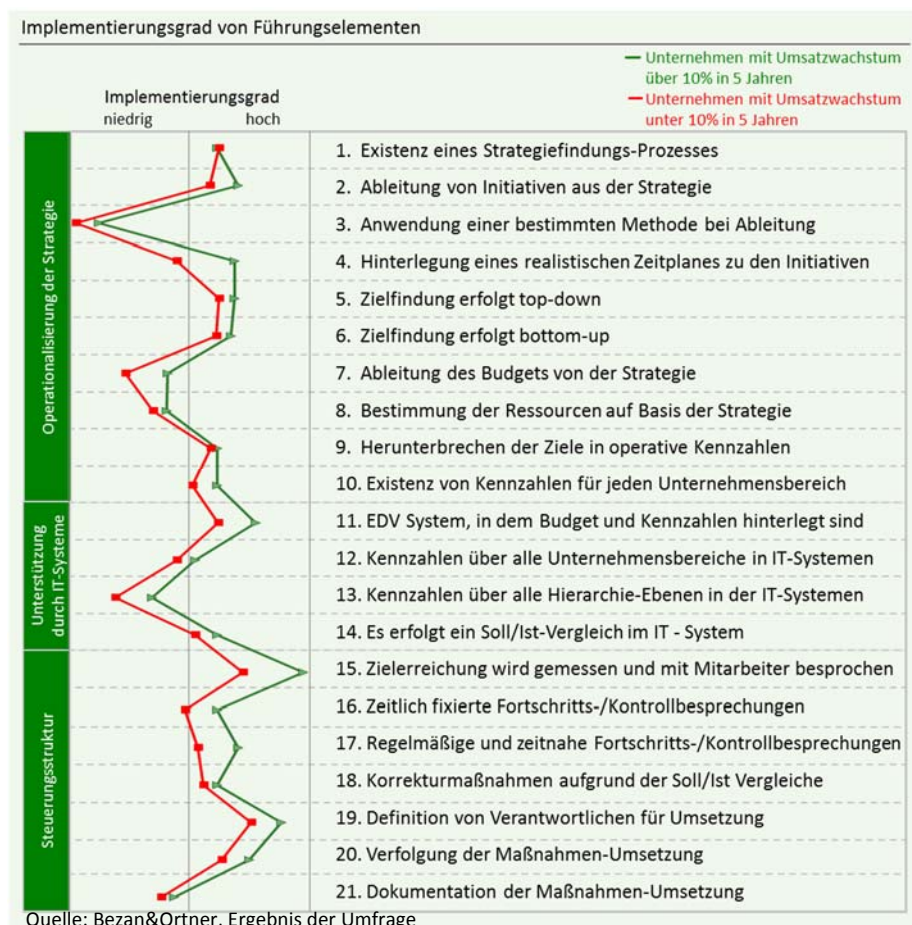 Implementierungsgrad von Führungselementen
Unternehmen mit Umsatzwachstum
über 10% in 5 Jahren
Unternehmen mit Umsatzwachstum
unter 10% in 5 Jahren
Implementierungsgrad
niedrig hoch
Operationalisierung der Strategie
1. Existenz eines Strategiefindungs-Prozesses
2. Ableitung von Initiativen aus der Strategie
3. Anwendung einer bestimmten Methode bei Ableitung
4. Hinterlegung eines realistischen Zeitplanes zu den Initiativen
5. Zielfindung erfolgt top-down
6. Zielfindung erfolgt bottom-up
7. Ableitung des Budgets von der Strategie
8. Bestimmung der Ressourcen auf Basis der Strategie
9. Herunterbrechen der Ziele in operative Kennzahlen
10. Existenz von Kennzahlen für jeden Unternehmensbereich
Unterstützung
durch IT-Systeme
11. EDV System, in dem Budget und Kennzahlen hinterlegt sind
12. Kennzahlen über alle Unternehmensbereiche in IT-Systemen
13. Kennzahlen über alle Hierarchie-Ebenen in der IT-Systemen
14. Es erfolgt ein Soll/Ist-Vergleich im IT - System
Steuerungsstruktur
15. Zielerreichung wird gemessen und mit Mitarbeiter besprochen
16. Zeitlich fixierte Fortschritts-/Kontrollbesprechungen
17. Regelmäßige und zeitnahe Fortschritts-/Kontrollbesprechungen
18. Korrekturmaßnahmen aufgrund der Soll/Ist Vergleiche
19. Definition von Verantwortlichen für Umsetzung
20. Verfolgung der Maßnahmen-Umsetzung
21. Dokumentation der Maßnahmen-Umsetzung
Quelle: Bezan&Ortner, Ergebnis der Umfrage